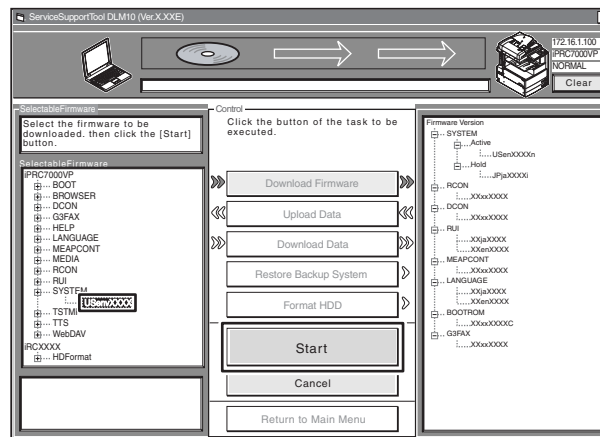 ServiceSupportTool DLM10 (Ver.X.XXE)
172.16.1.100
iPRC7000VP
NORMAL
Clear
SelectableFirmware
Select the firmware to be
downloaded. then click the [Start]
button.
SelectableFirmware
iPRC7000VP
BOOT
BROWSER
DCON
G3FAX
HELP
LANGUAGE
MEAPCONT
MEDIA
RCON
RUI
SYSTEM
USenvXXXX
TSTMP
TTS
WebDAV
iRCXXXX
HDFormat
Control
Click the button of the task to be
executed.
Download Firmware
Upload Data
Download Data
Restore Backup System
Format HDD
Start
Cancel
Return to Main Menu
Firmware Version
SYSTEM
Active
USenXXXXn
Hold
JPjaXXXXi
RCON
XXxxXXXX
DCON
XXxxXXXX
RUI
XXjaXXXX
XXenXXXX
MEAPCONT
XXxxXXXX
LANGUAGE
XXjaXXXX
XXenXXXX
BOOTROM
XXxxXXXXC
G3FAX
XXxxXXXX